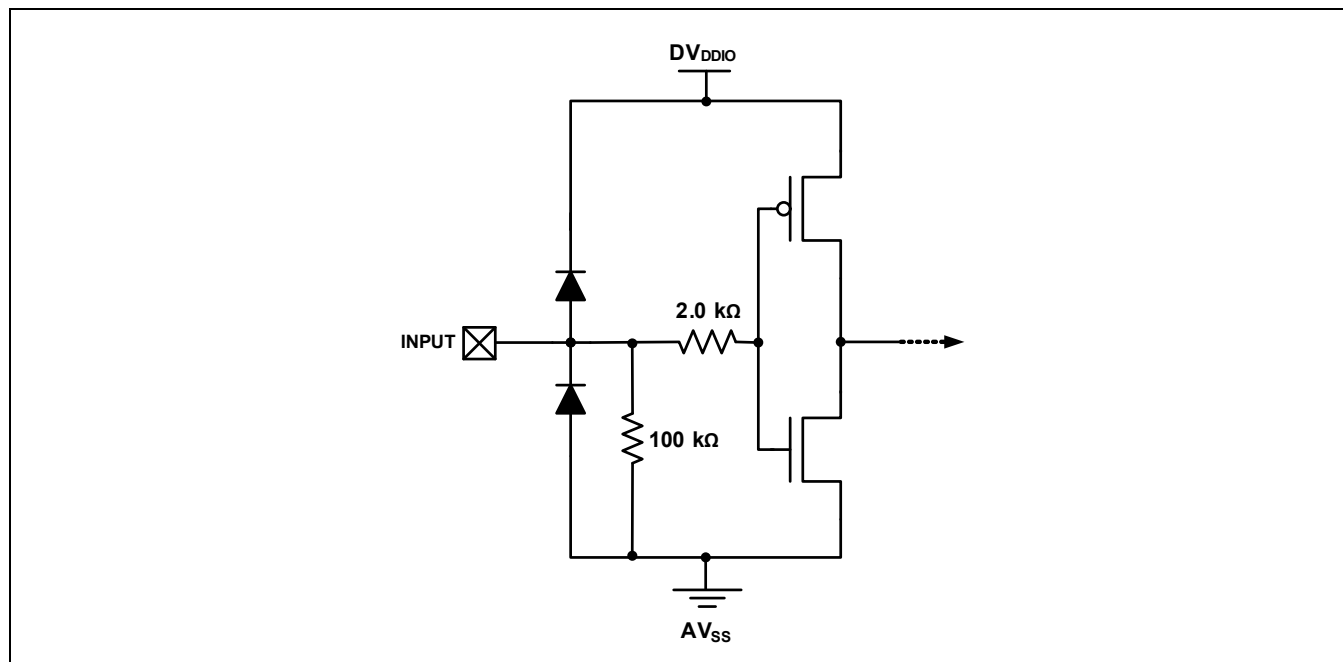 DVDDIO
2.0 kΩ
INPUT
100 kΩ
AVSS